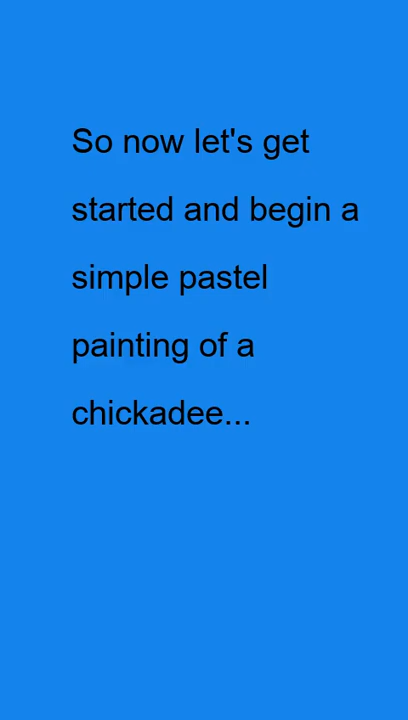 So now let's get
started and begin a
simple pastel
painting of a
chickadee...